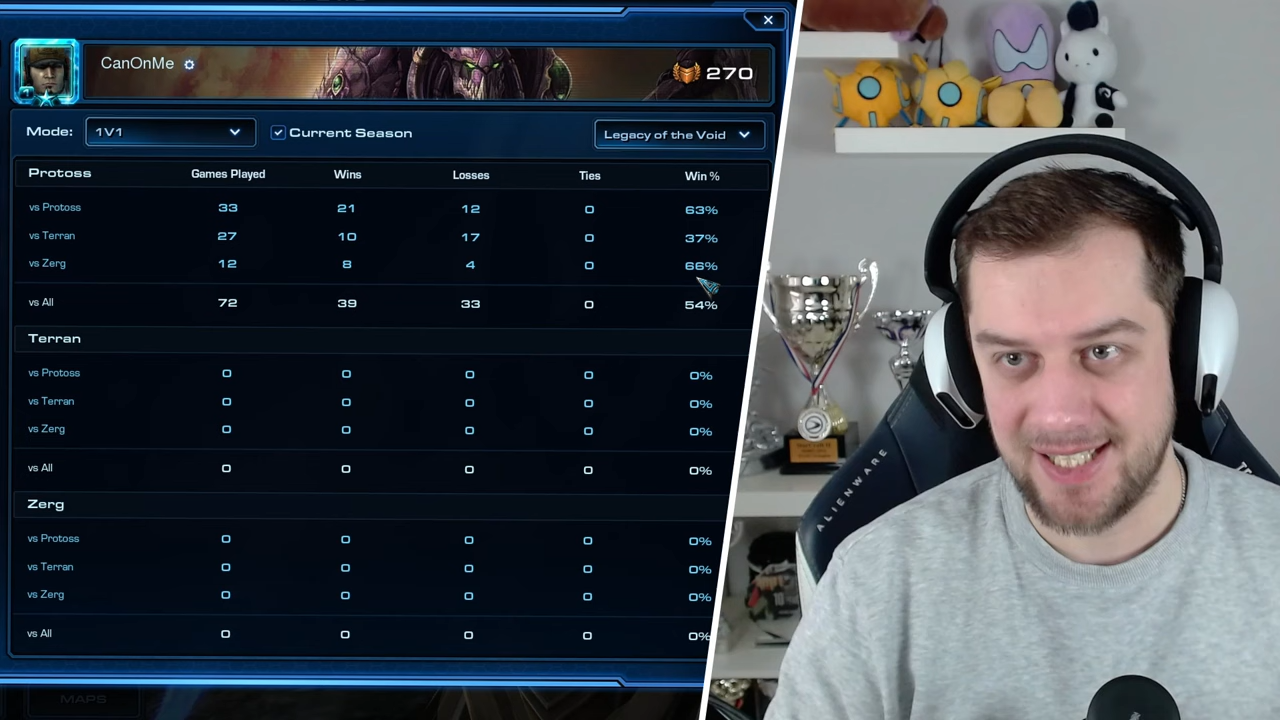 CanOnMe
270
Mode: 1V1 Current Season Legacy of the Void
Protoss Games Played Wins Losses Ties Win %
vs Protoss 33 21 12 0 63%
vs Terran 27 10 17 0 37%
vs Zerg 12 8 4 0 66%
vs All 72 39 33 0 54%
Terran
vs Protoss 0 0 0 0 0%
vs Terran 0 0 0 0 0%
vs Zerg 0 0 0 0 0%
vs All 0 0 0 0 0%
Zerg
vs Protoss 0 0 0 0 0%
vs Terran 0 0 0 0 0%
vs Zerg 0 0 0 0 0%
vs All 0 0 0 0 0%
MAPS
ALIENWARE